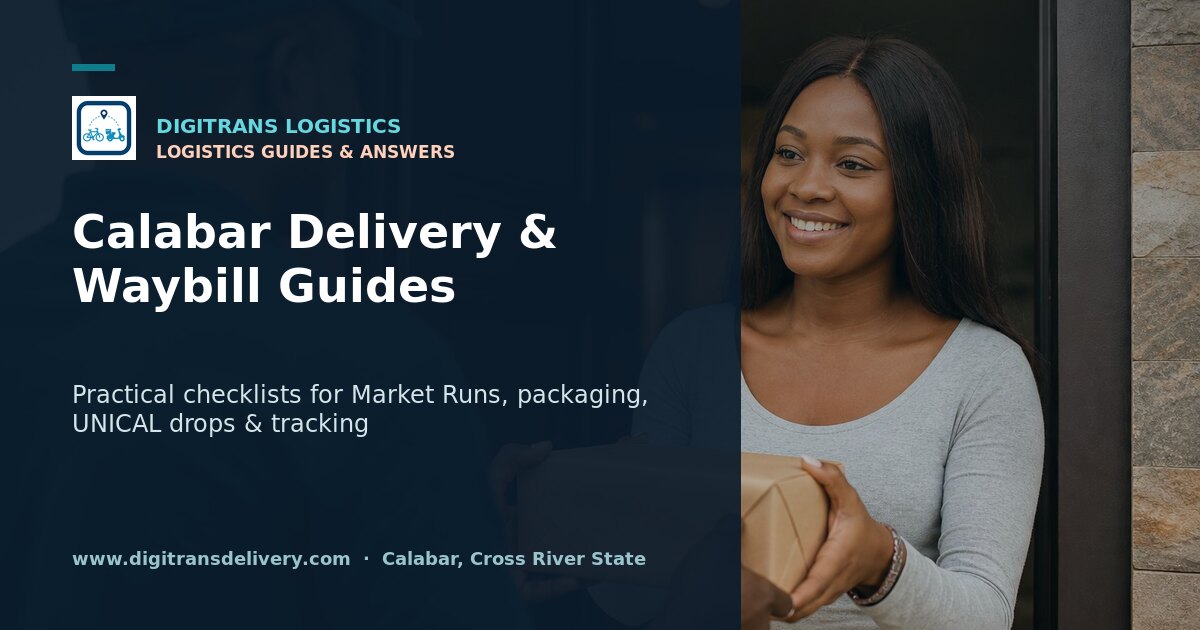 DIGITRANS LOGISTICS
LOGISTICS GUIDES & ANSWERS
Calabar Delivery &
Waybill Guides
Practical checklists for Market Runs, packaging,
UNICAL drops & tracking
www.digitransdelivery.com · Calabar, Cross River State